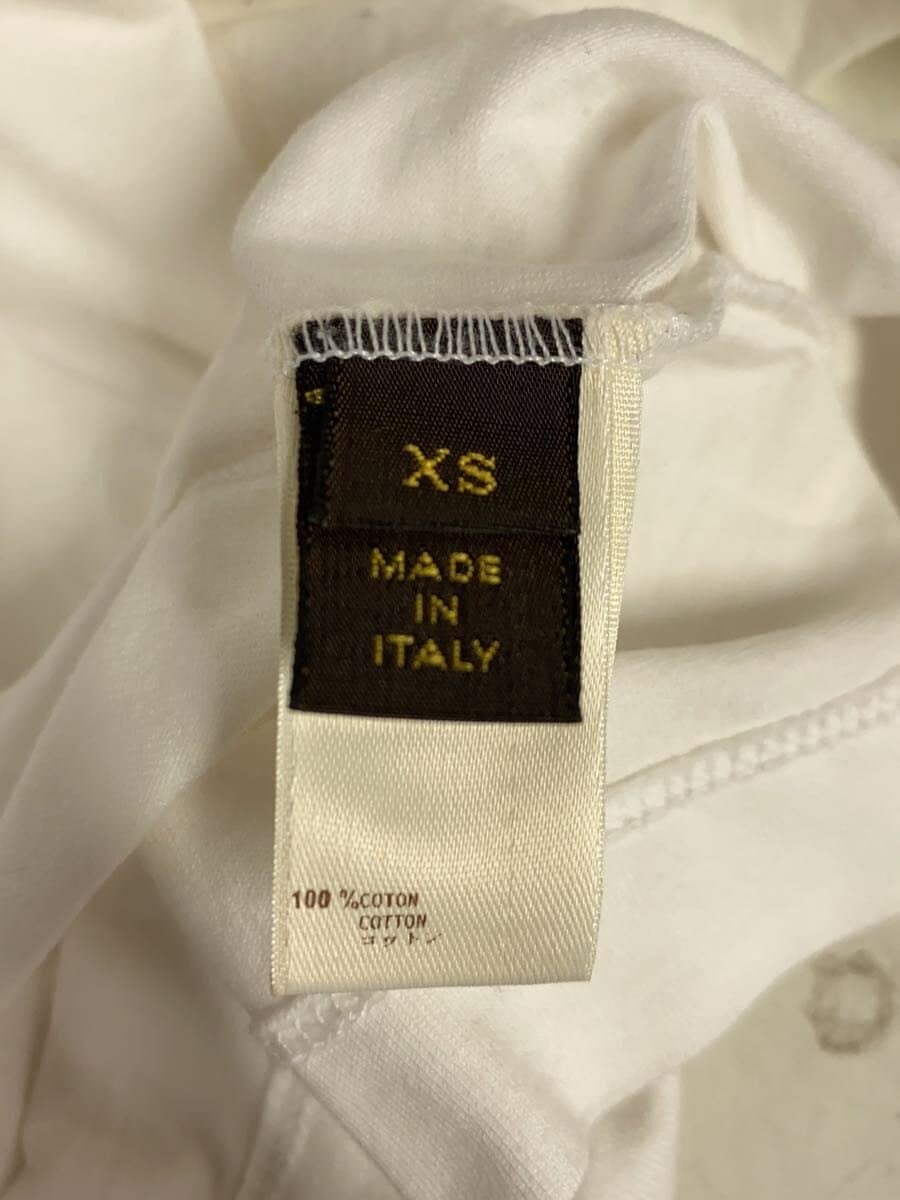 XS
MADE
IN
ITALY
100 %COTON
COTTON
コットン